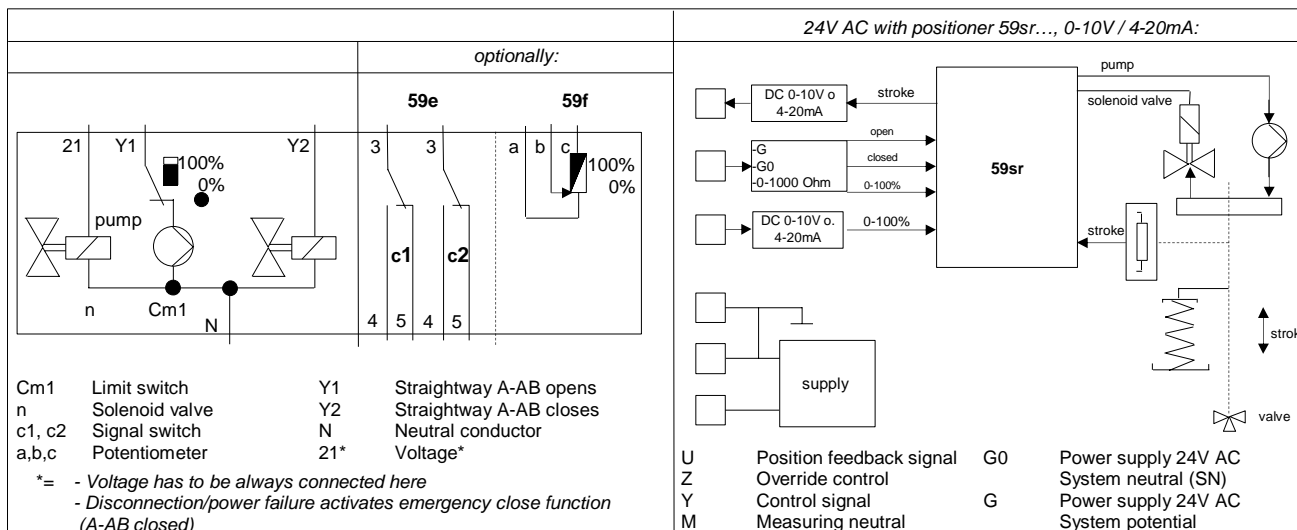 24V AC with positioner 59sr…, 0-10V / 4-20mA:
optionally:
59e 59f
21 Y1 Y2 3 3 a b c
100%
0%
100%
0%
pump
c1 c2
n Cm1 N 4 5 4 5
Cm1 Limit switch Y1 Straightway A-AB opens
n Solenoid valve Y2 Straightway A-AB closes
c1, c2 Signal switch N Neutral conductor
a,b,c Potentiometer 21* Voltage*
*= - Voltage has to be always connected here
- Disconnection/power failure activates emergency close function
(A-AB closed)
pump
solenoid valve
DC 0-10V o
4-20mA
stroke
-G
-G0
-0-1000 Ohm
open
closed
0-100%
59sr
DC 0-10V o.
4-20mA
0-100%
stroke
supply
strok
valve
U Position feedback signal G0 Power supply 24V AC
Z Override control System neutral (SN)
Y Control signal G Power supply 24V AC
M Measuring neutral System potential